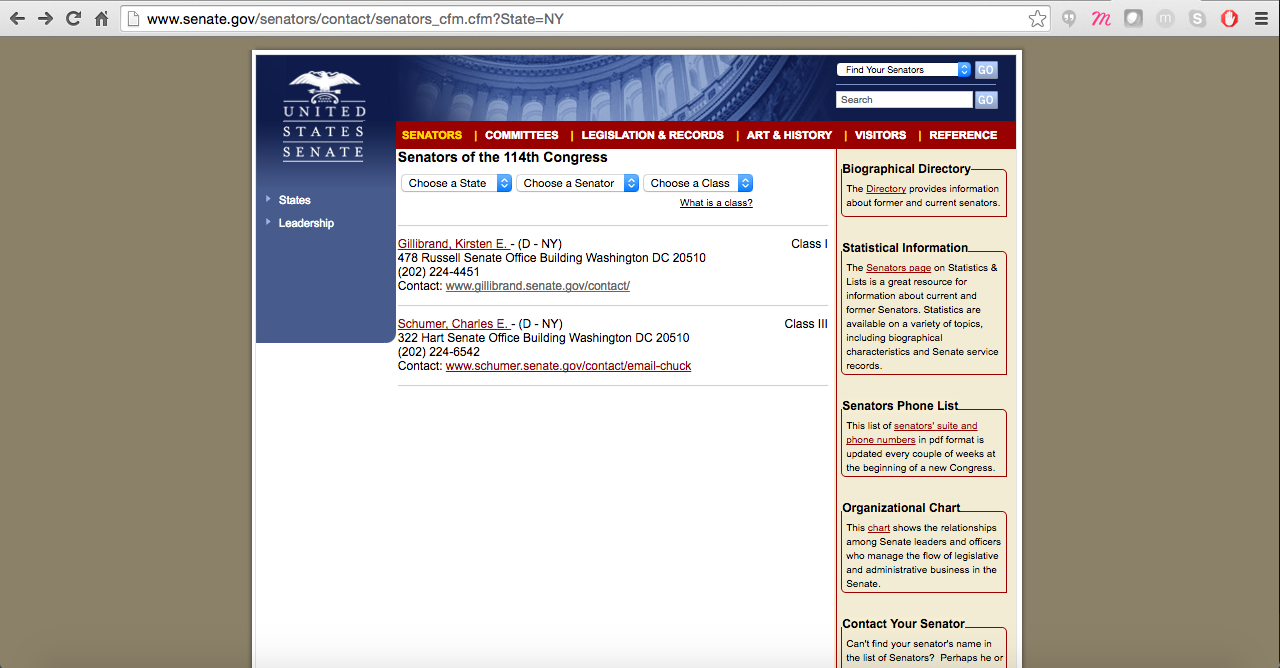 www.senate.gov/senators/contact/senators_cfm.cfm?State=NY
UNITED
STATES
SENATE
Find Your Senators
GO
Search
GO
SENATORS | COMMITTEES | LEGISLATION & RECORDS | ART & HISTORY | VISITORS | REFERENCE
States
Leadership
Senators of the 114th Congress
Choose a State Choose a Senator Choose a Class
What is a class?
Gillibrand, Kirsten E. - (D - NY) Class I
478 Russell Senate Office Building Washington DC 20510
(202) 224-4451
Contact: www.gillibrand.senate.gov/contact/
Schumer, Charles E. - (D - NY) Class III
322 Hart Senate Office Building Washington DC 20510
(202) 224-6542
Contact: www.schumer.senate.gov/contact/email-chuck
Biographical Directory
The Directory provides information
about former and current senators.
Statistical Information
The Senators page on Statistics &
Lists is a great resource for
information about current and
former Senators. Statistics are
available on a variety of topics,
including biographical
characteristics and Senate service
records.
Senators Phone List
This list of senators' suite and
phone numbers in pdf format is
updated every couple of weeks at
the beginning of a new Congress.
Organizational Chart
This chart shows the relationships
among Senate leaders and officers
who manage the flow of legislative
and administrative business in the
Senate.
Contact Your Senator
Can't find your senator's name in
the list of Senators? Perhaps he or